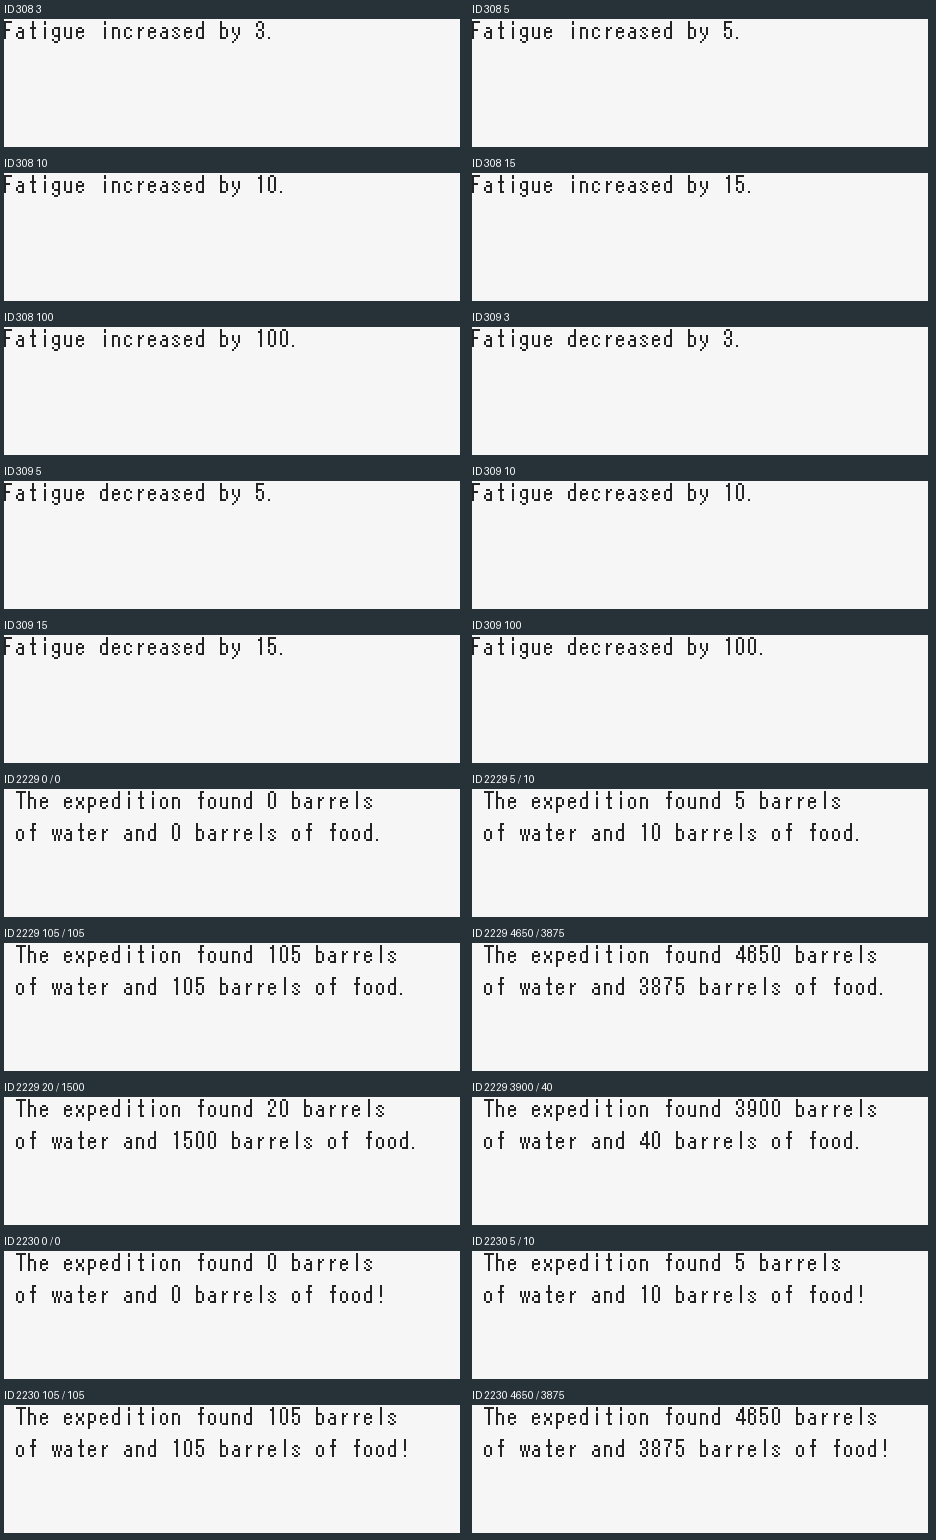 ID308 3
Fatigue increased by 3.
ID308 5
Fatigue increased by 5.
ID308 10
Fatigue increased by 10.
ID308 15
Fatigue increased by 15.
ID308 100
Fatigue increased by 100.
ID309 3
Fatigue decreased by 3.
ID309 5
Fatigue decreased by 5.
ID309 10
Fatigue decreased by 10.
ID309 15
Fatigue decreased by 15.
ID309 100
Fatigue decreased by 100.
ID2229 0 / 0
The expedition found 0 barrels
of water and 0 barrels of food.
ID2229 5 / 10
The expedition found 5 barrels
of water and 10 barrels of food.
ID2229 105 / 105
The expedition found 105 barrels
of water and 105 barrels of food.
ID2229 4650 / 3875
The expedition found 4650 barrels
of water and 3875 barrels of food.
ID2229 20 / 1500
The expedition found 20 barrels
of water and 1500 barrels of food.
ID2229 3900 / 40
The expedition found 3900 barrels
of water and 40 barrels of food.
ID2230 0 / 0
The expedition found 0 barrels
of water and 0 barrels of food!
ID2230 5 / 10
The expedition found 5 barrels
of water and 10 barrels of food!
ID2230 105 / 105
The expedition found 105 barrels
of water and 105 barrels of food!
ID2230 4650 / 3875
The expedition found 4650 barrels
of water and 3875 barrels of food!